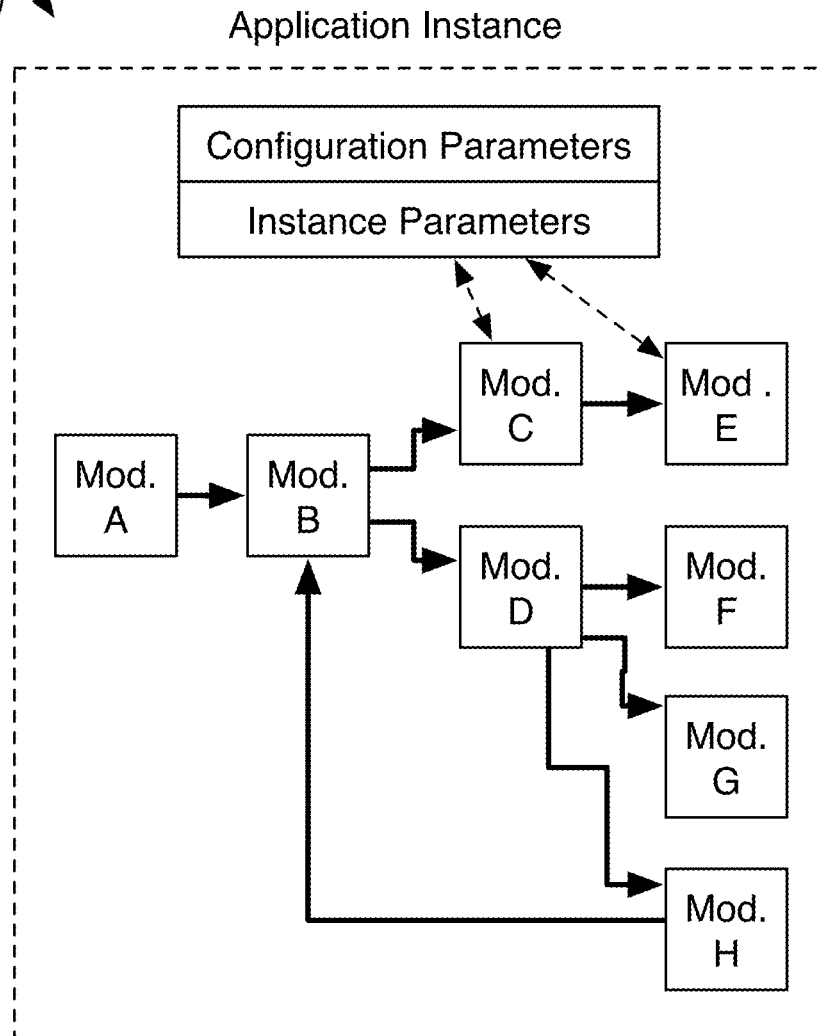 Application Instance
Configuration Parameters
Instance Parameters
Mod.
C
Mod .
E
Mod.
A
Mod.
B
Mod.
D
Mod.
F
Mod.
G
Mod.
H